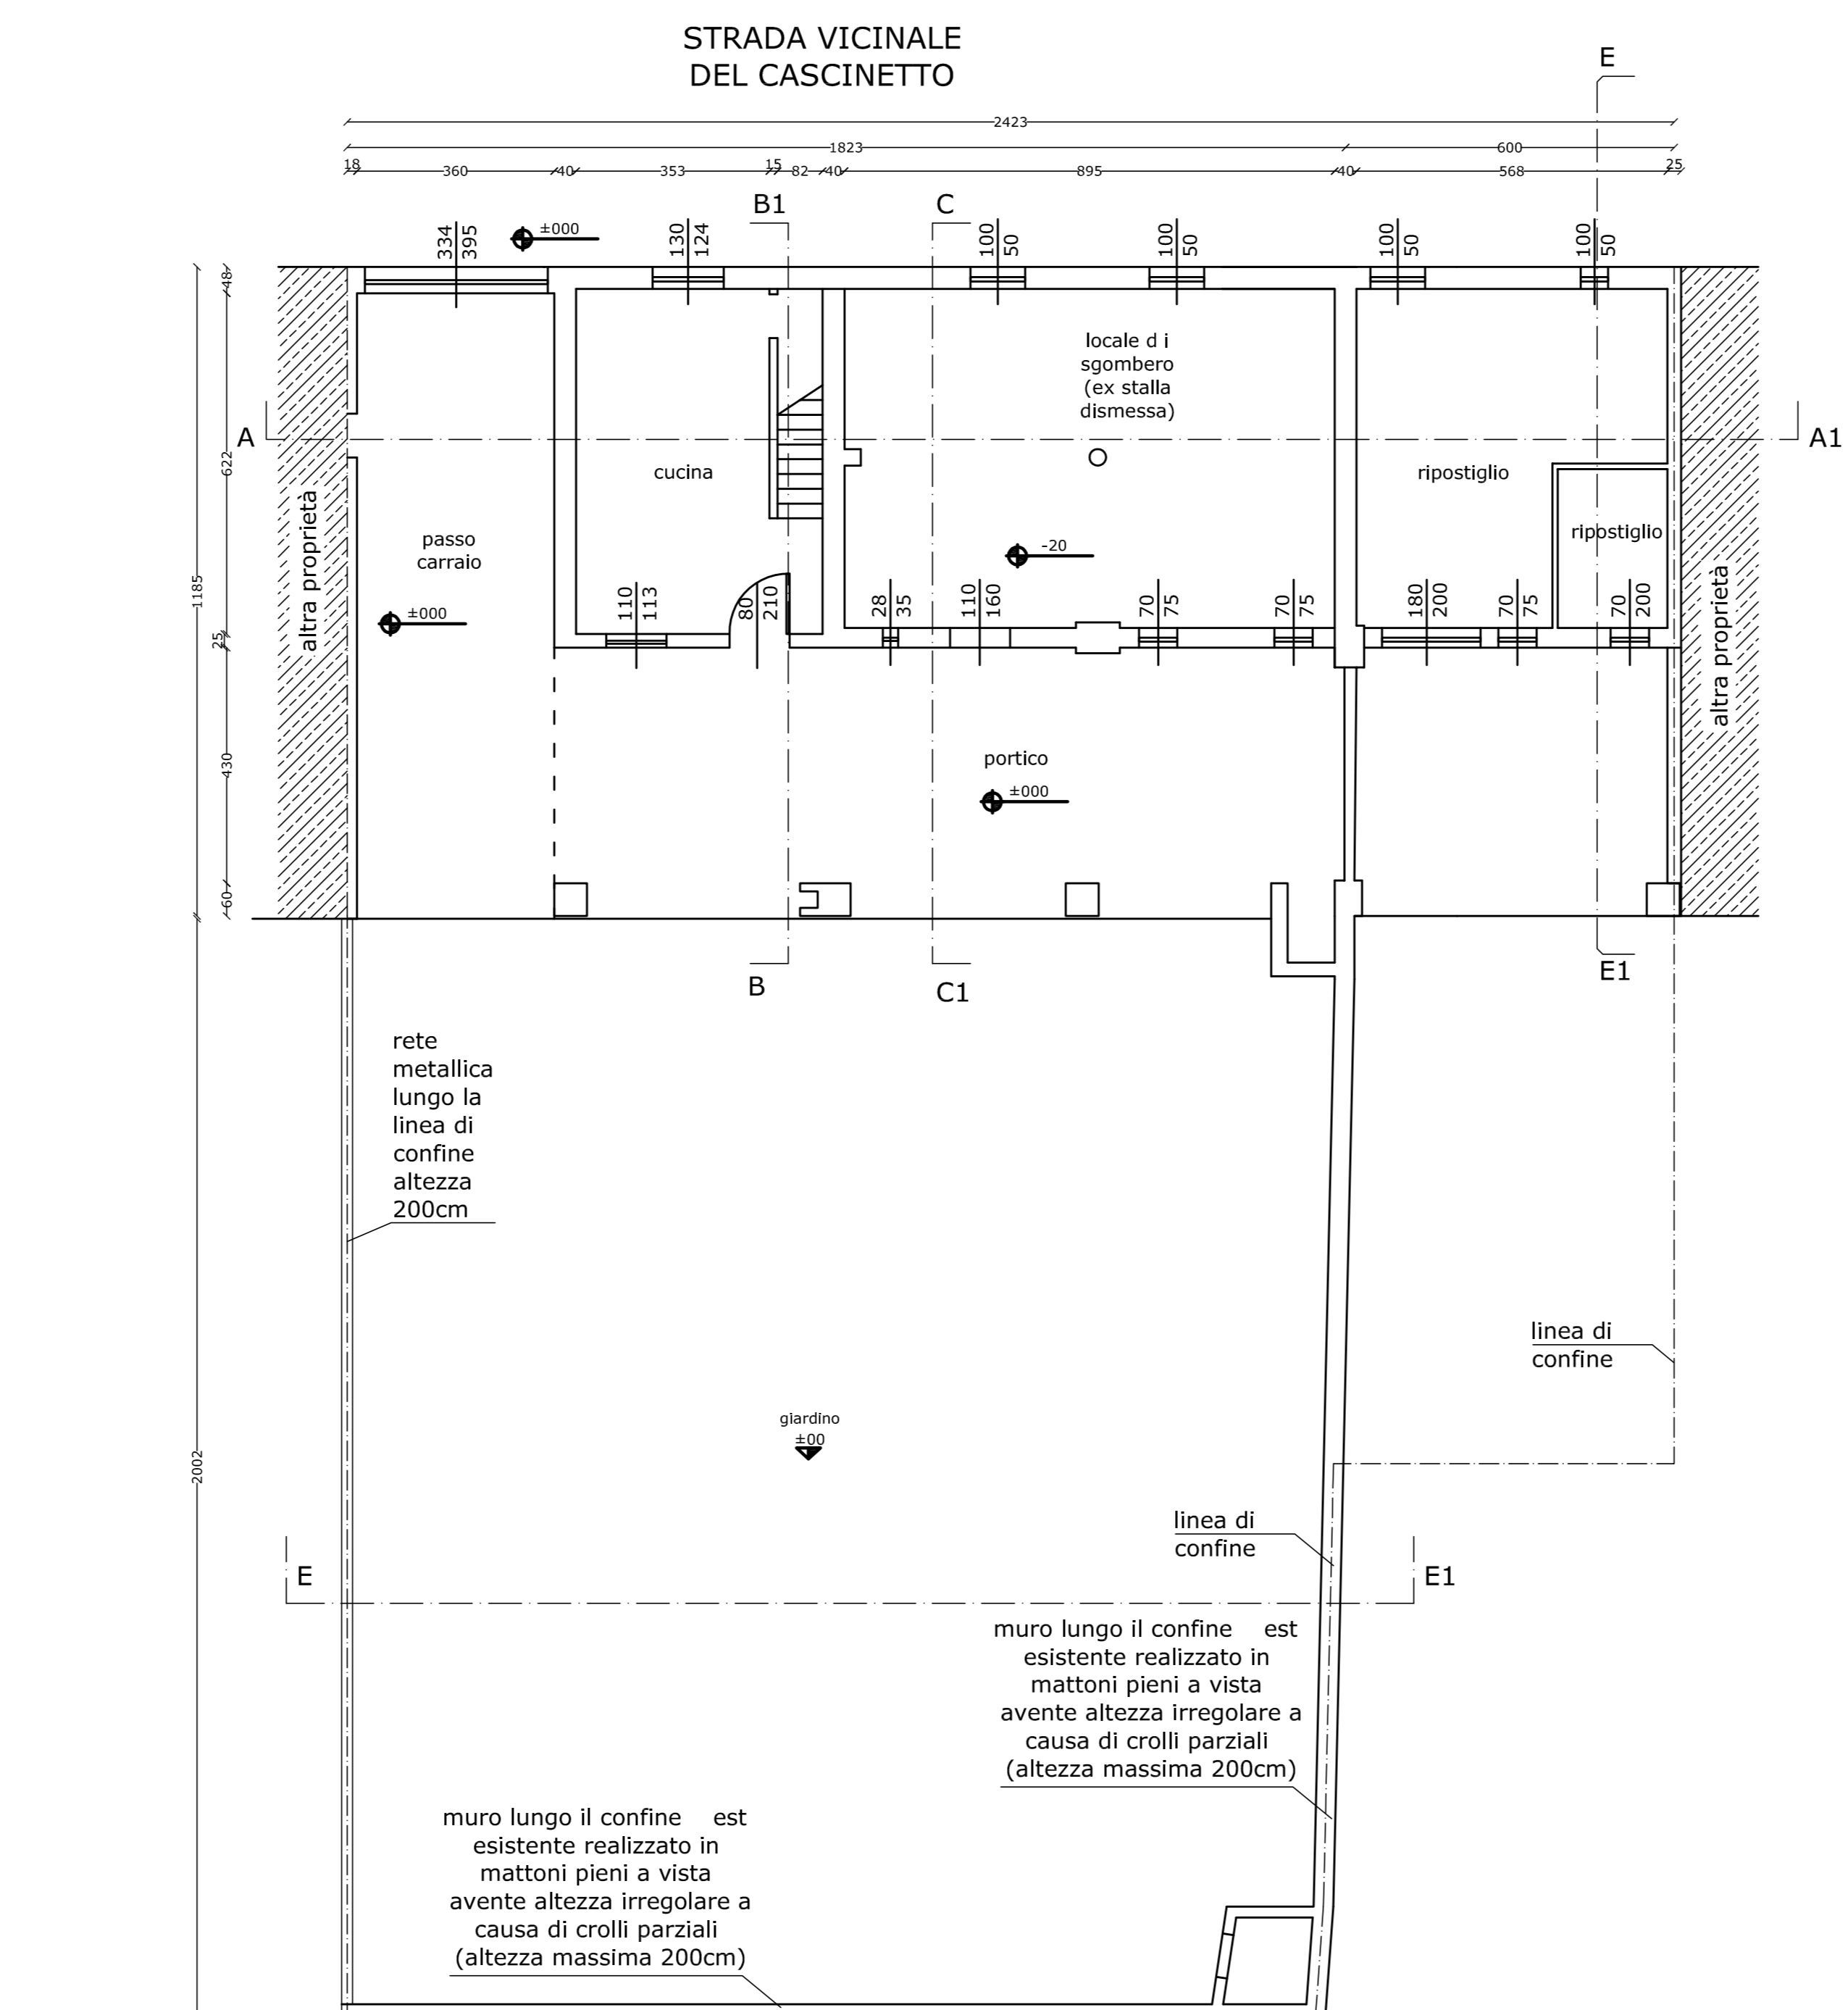 STRADA VICINALE
DEL CASCINETTO
E
2423
1823
600
18
360
40
353
15
82
40
895
40
568
25
B1
C
334
395
±000
130
124
100
50
100
50
100
50
100
50
48
622
1185
25
430
60
2002
locale d i
sgombero
(ex stalla
dismessa)
A
A1
cucina
ripostiglio
ripostiglio
altra proprietà
passo
carraio
±000
-20
110
113
80
210
28
35
110
160
70
75
70
75
180
200
70
75
70
200
altra proprietà
portico
±000
B
C1
E1
rete
metallica
lungo la
linea di
confine
altezza
200cm
linea di
confine
giardino
±00
linea di
confine
E
E1
muro lungo il confine est
esistente realizzato in
mattoni pieni a vista
avente altezza irregolare a
causa di crolli parziali
(altezza massima 200cm)
muro lungo il confine est
esistente realizzato in
mattoni pieni a vista
avente altezza irregolare a
causa di crolli parziali
(altezza massima 200cm)